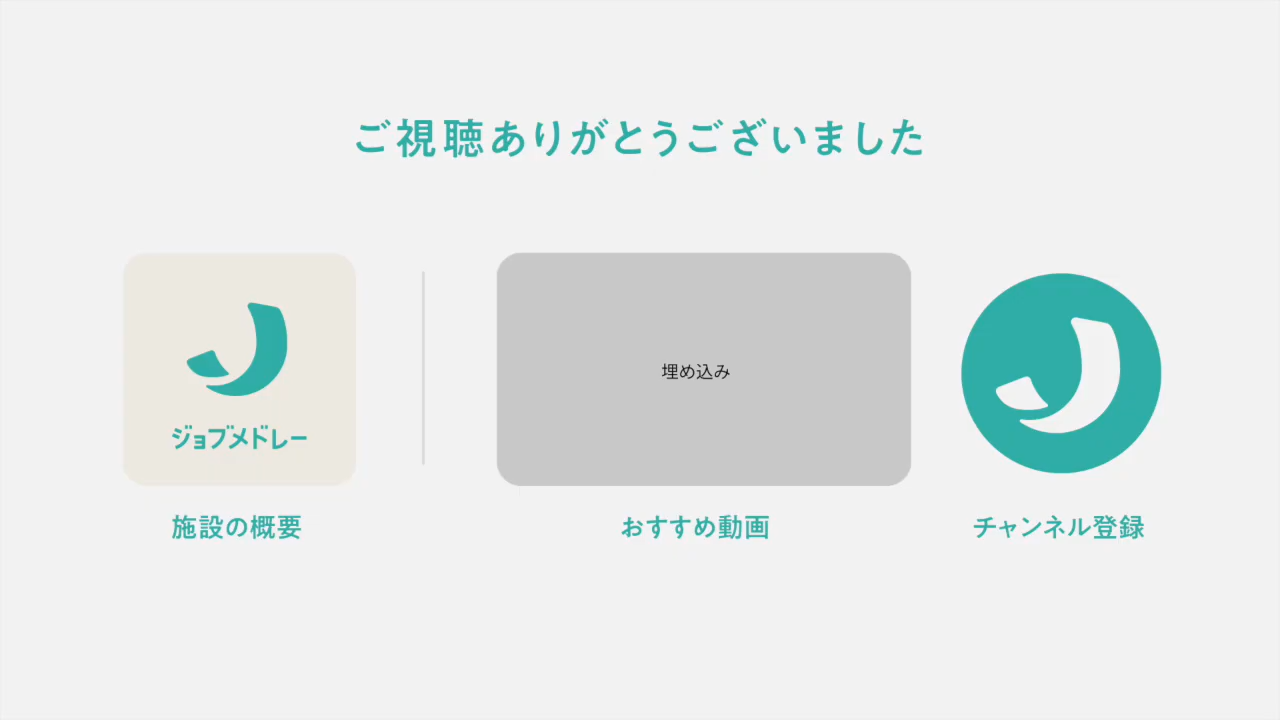 ご視聴ありがとうございました
埋め込み
ジョブメドレー
施設の概要
おすすめ動画
チャンネル登録